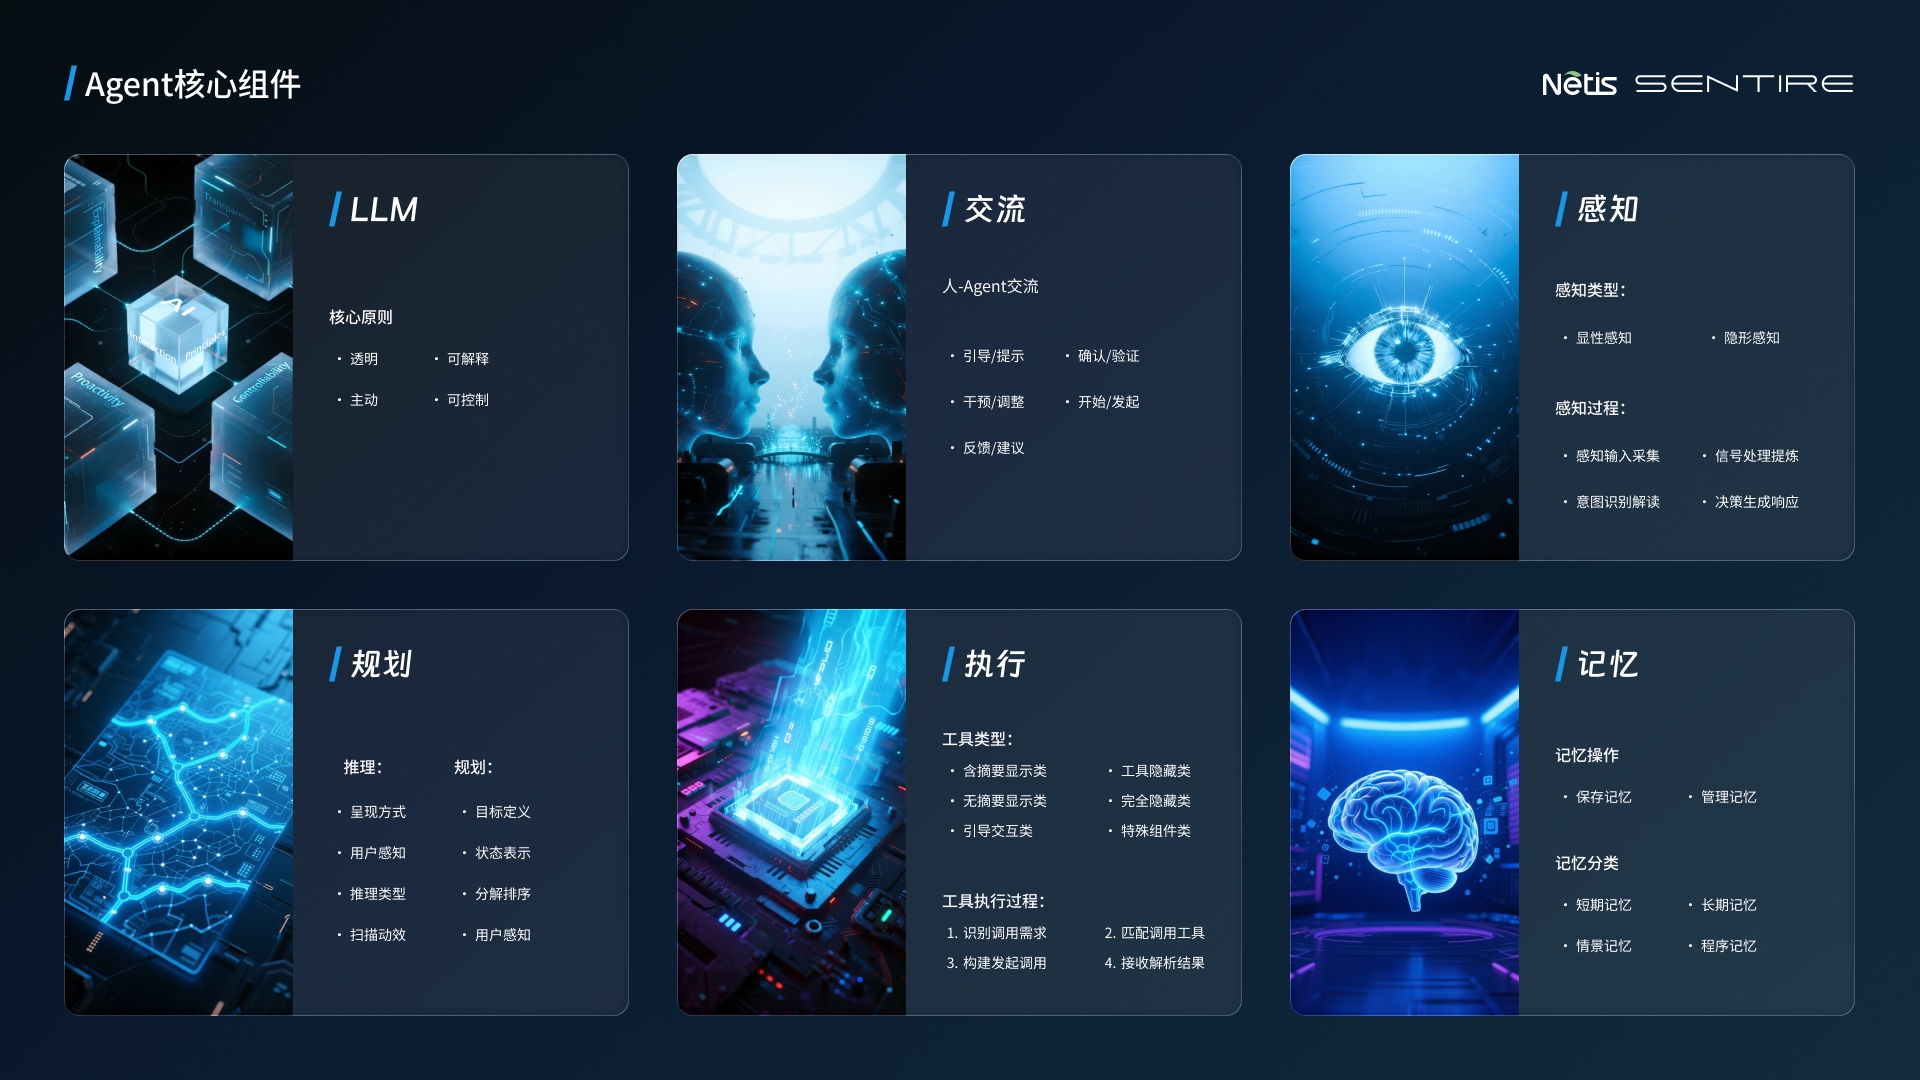 Agent核心组件
Netis SENTIRE
Explainability
Transparency
AI
Interaction
Principles
Proactivity
Controllability
LLM
核心原则
· 透明 · 可解释
· 主动 · 可控制
交流
人-Agent交流
· 引导/提示 · 确认/验证
· 干预/调整 · 开始/发起
· 反馈/建议
感知
感知类型：
· 显性感知 · 隐形感知
感知过程：
· 感知输入采集 · 信号处理提炼
· 意图识别解读 · 决策生成响应
规划
推理： 规划：
· 呈现方式 · 目标定义
· 用户感知 · 状态表示
· 推理类型 · 分解排序
· 扫描动效 · 用户感知
执行
工具类型：
· 含摘要显示类 · 工具隐藏类
· 无摘要显示类 · 完全隐藏类
· 引导交互类 · 特殊组件类
工具执行过程：
1. 识别调用需求 2. 匹配调用工具
3. 构建发起调用 4. 接收解析结果
记忆
记忆操作
· 保存记忆 · 管理记忆
记忆分类
· 短期记忆 · 长期记忆
· 情景记忆 · 程序记忆